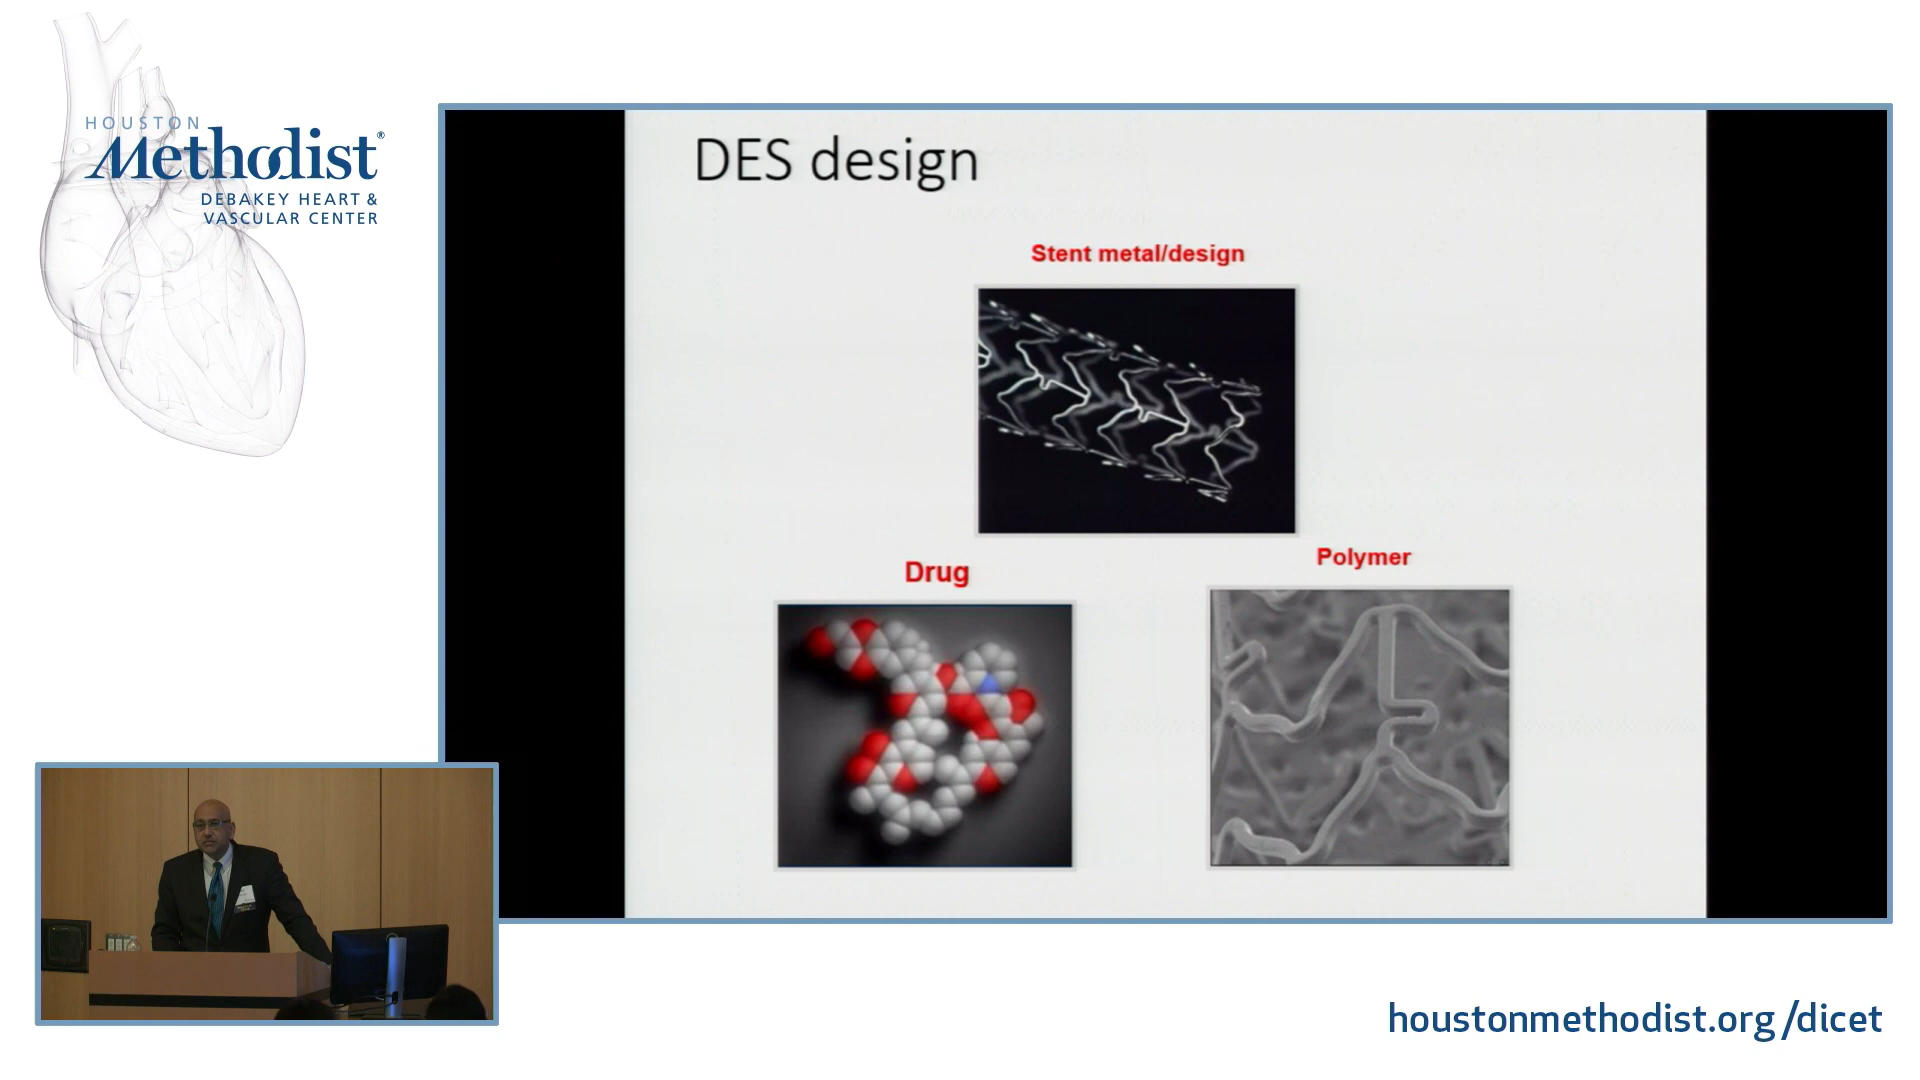 HOUSTON
Methodist®
DEBAKEY HEART &
VASCULAR CENTER
DES design
Stent metal/design
Drug
Polymer
houstonmethodist.org/dicet